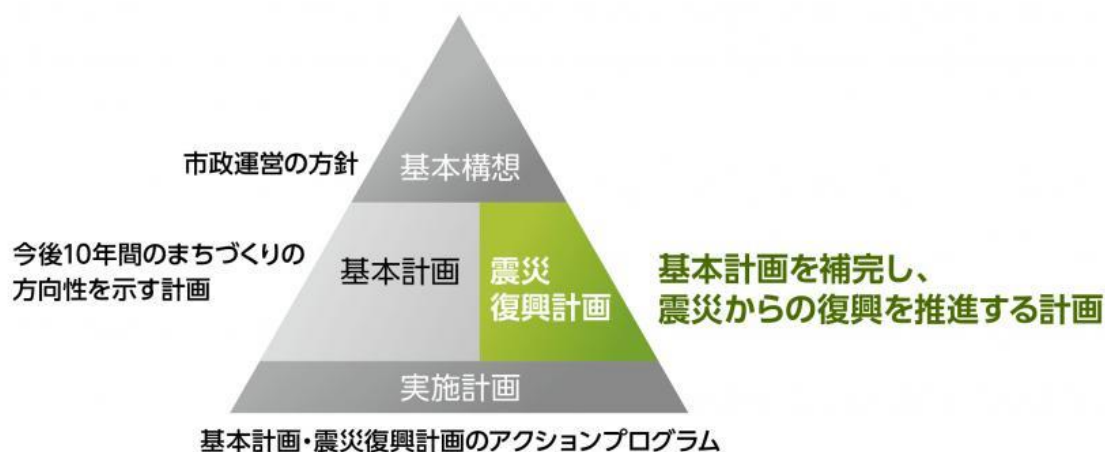 市政運営の方針
基本構想
今後10年間のまちづくりの
方向性を示す計画
基本計画
震災
復興計画
基本計画を補完し、
震災からの復興を推進する計画
実施計画
基本計画・震災復興計画のアクションプログラム